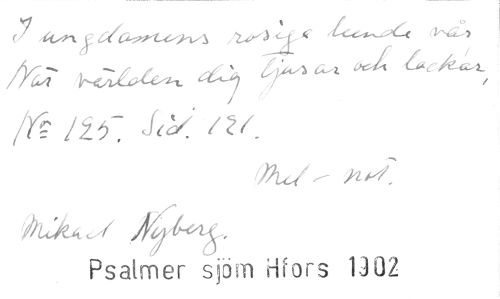 I ungdomens rosiga lunde vår
När världen dig tjusar och lockar,
No 125. Sid. 121.
Mel-not.
Mikael Nyberg.
Psalmer sjöm Hfors 1902